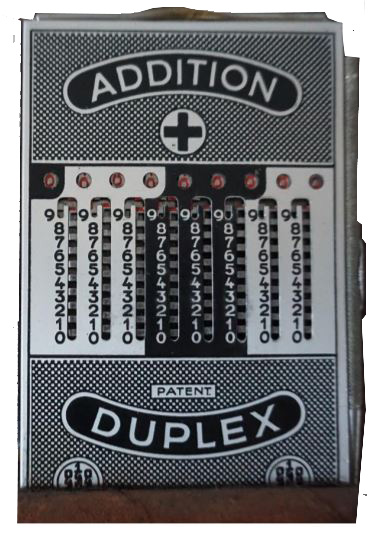 ADDITION
+
9 9 9 9 9 9 9 9
8 8 8 8 8 8 8 8
7 7 7 7 7 7 7 7
6 6 6 6 6 6 6 6
5 5 5 5 5 5 5 5
4 4 4 4 4 4 4 4
3 3 3 3 3 3 3 3
2 2 2 2 2 2 2 2
1 1 1 1 1 1 1 1
0 0 0 0 0 0 0 0
PATENT
DUPLEX